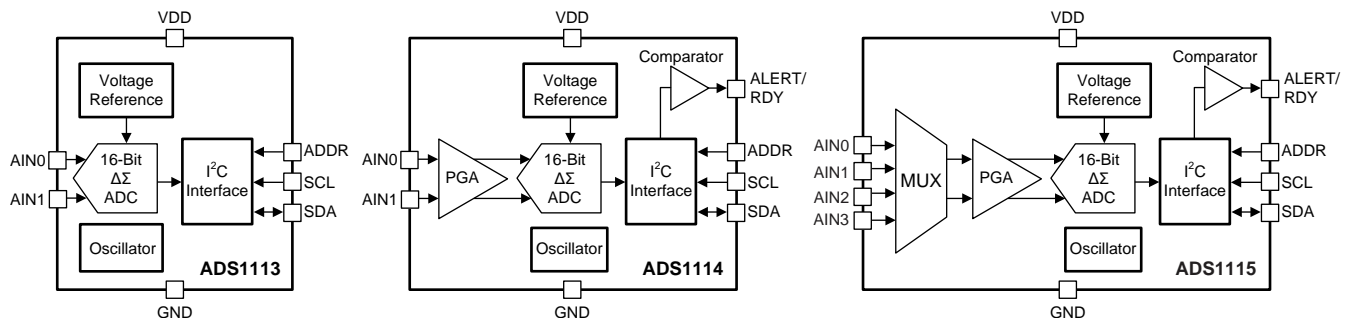 VDD
Voltage
Reference
AIN0
AIN1
16-Bit
ΔΣ
ADC
I²C
Interface
ADDR
SCL
SDA
Oscillator
ADS1113
GND
VDD
Comparator
ALERT/
RDY
Voltage
Reference
AIN0
AIN1
PGA
16-Bit
ΔΣ
ADC
I²C
Interface
ADDR
SCL
SDA
Oscillator
ADS1114
GND
VDD
Comparator
ALERT/
RDY
Voltage
Reference
AIN0
AIN1
AIN2
AIN3
MUX
PGA
16-Bit
ΔΣ
ADC
I²C
Interface
ADDR
SCL
SDA
Oscillator
ADS1115
GND